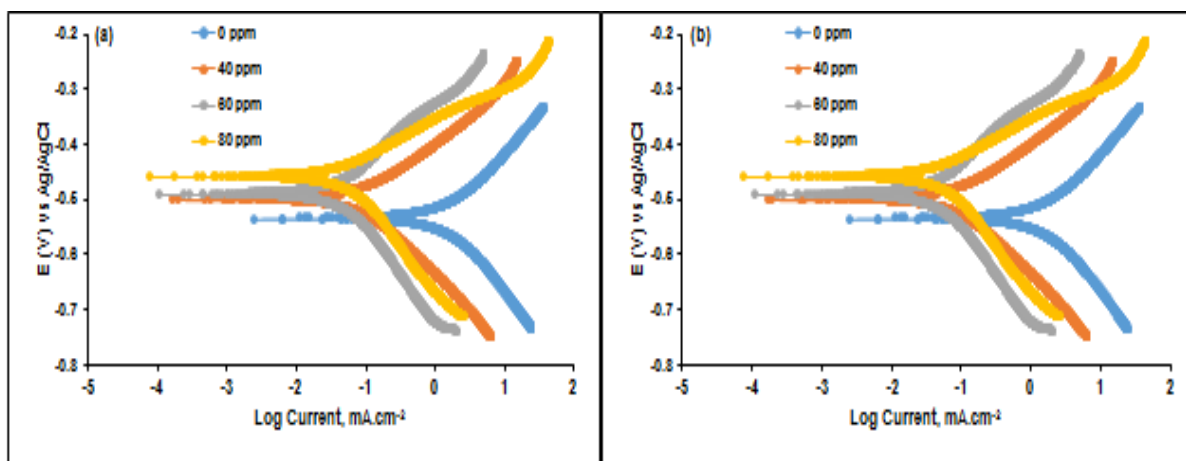 (a)
0 ppm
40 ppm
60 ppm
80 ppm
-0.2
-0.3
-0.4
-0.5
-0.6
-0.7
-0.8
E (V) vs Ag/AgCl
-5 -4 -3 -2 -1 0 1 2
Log Current, mA.cm⁻²
(b)
0 ppm
40 ppm
60 ppm
80 ppm
-0.2
-0.3
-0.4
-0.5
-0.6
-0.7
-0.8
E (V) vs Ag/AgCl
-5 -4 -3 -2 -1 0 1 2
Log Current, mA.cm⁻²